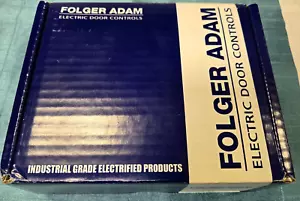 FOLGER ADAM
ELECTRIC DOOR CONTROLS
INDUSTRIAL GRADE ELECTRIFIED PRODUCTS
FOLGER ADAM
ELECTRIC DOOR CONTROLS